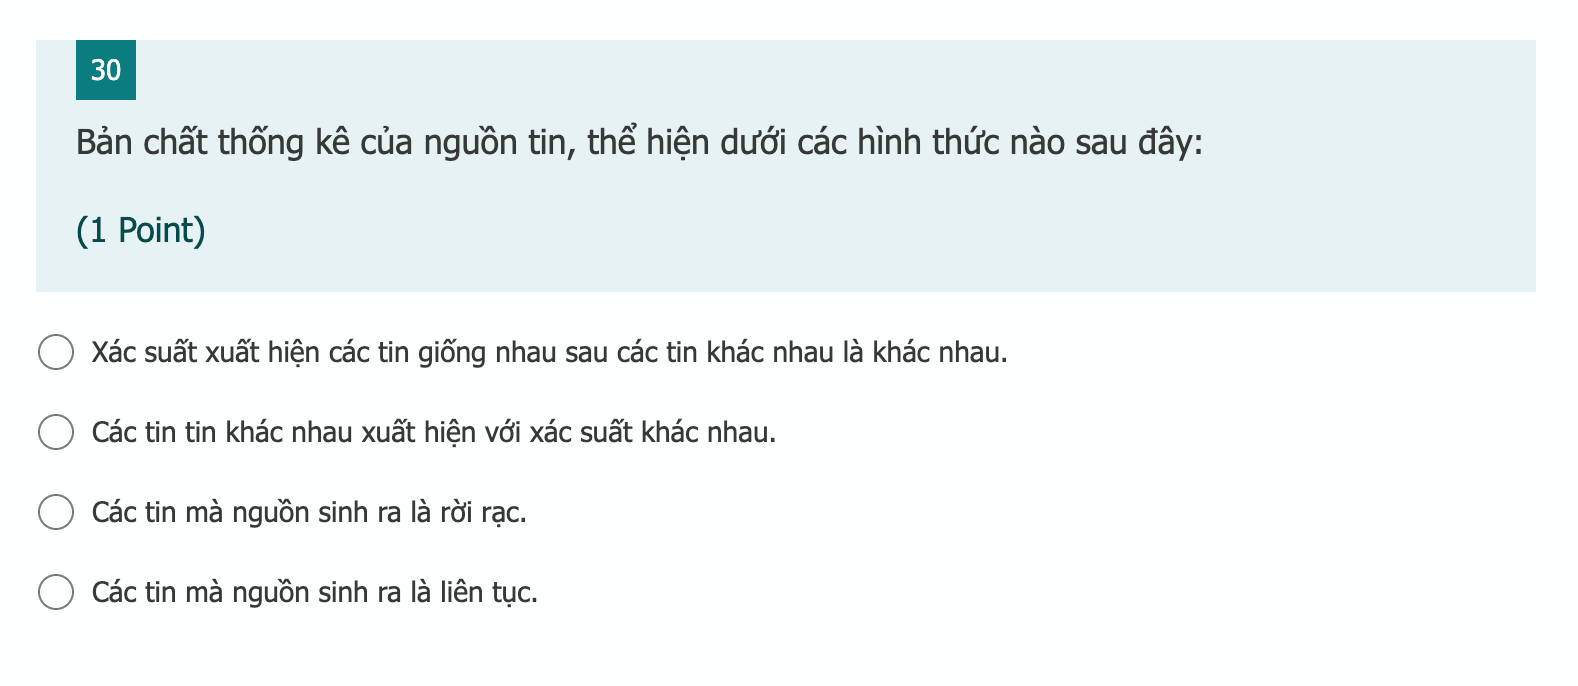 30
Bản chất thống kê của nguồn tin, thể hiện dưới các hình thức nào sau đây:
(1 Point)
Xác suất xuất hiện các tin giống nhau sau các tin khác nhau là khác nhau.
Các tin tin khác nhau xuất hiện với xác suất khác nhau.
Các tin mà nguồn sinh ra là rời rạc.
Các tin mà nguồn sinh ra là liên tục.